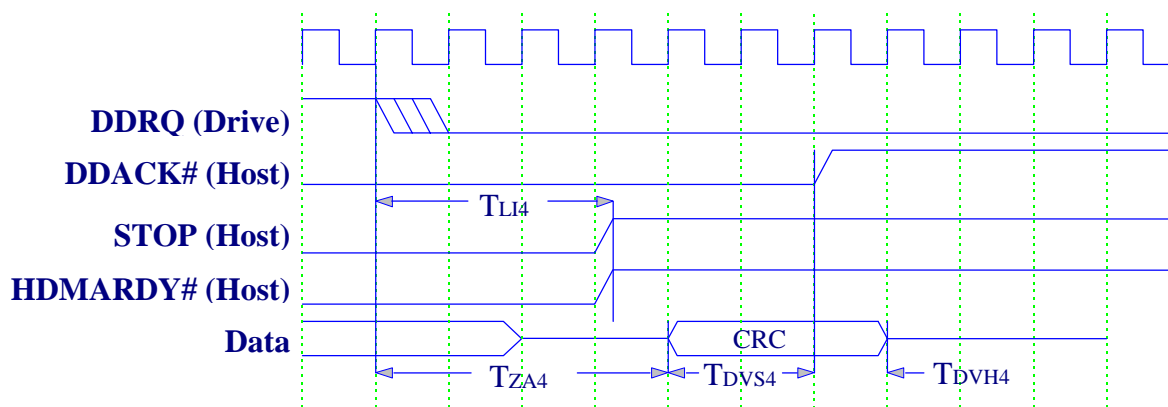 DDRQ (Drive)
DDACK# (Host)
TLI4
STOP (Host)
HDMARDY# (Host)
Data
CRC
TZA4
TDVS4
TDVH4